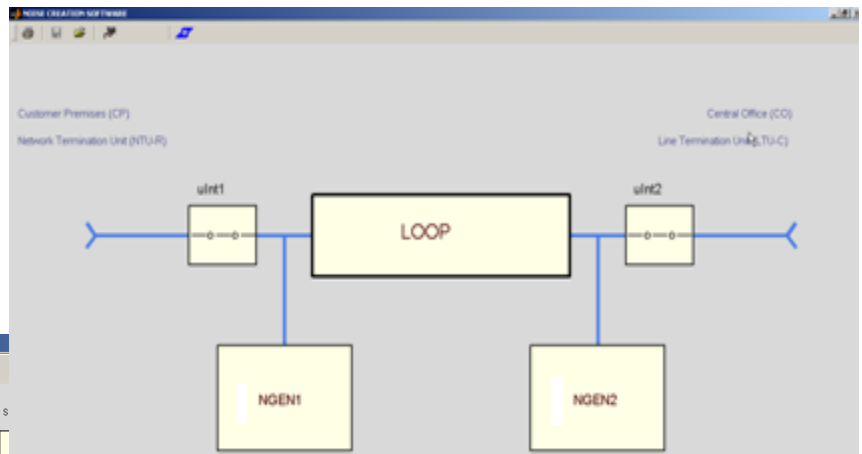 NOISE CREATION SOFTWARE
Customer Premises (CP)
Central Office (CO)
Network Termination Unit (NTU-R)
Line Termination Unit (LTU-C)
uInt1
uInt2
LOOP
NGEN1
NGEN2
s